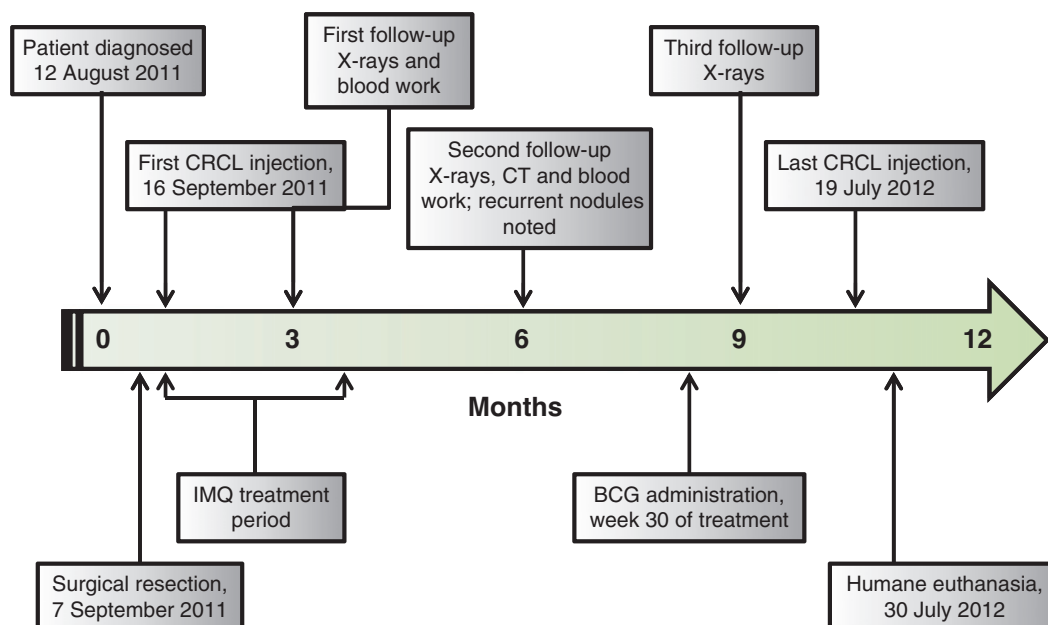 Patient diagnosed
12 August 2011
First follow-up
X-rays and
blood work
Third follow-up
X-rays
First CRCL injection,
16 September 2011
Second follow-up
X-rays, CT and blood
work; recurrent nodules
noted
Last CRCL injection,
19 July 2012
0 3 6 9 12
Months
IMQ treatment
period
BCG administration,
week 30 of treatment
Surgical resection,
7 September 2011
Humane euthanasia,
30 July 2012